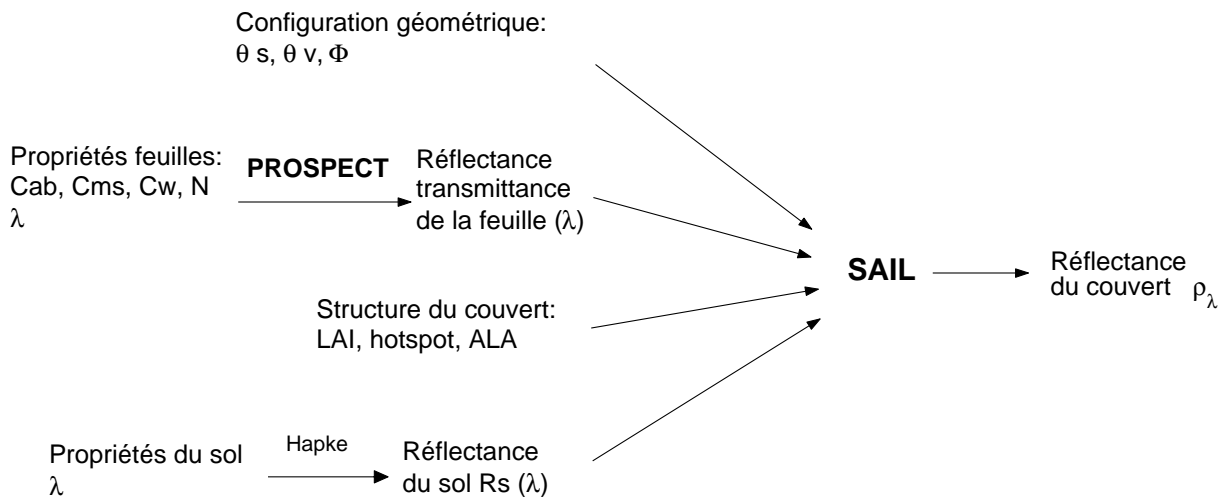 Configuration géométrique:
θ s, θ v, Φ
Propriétés feuilles:
Cab, Cms, Cw, N
λ
PROSPECT
Réflectance
transmittance
de la feuille (λ)
SAIL
Réflectance
du couvert ρλ
Structure du couvert:
LAI, hotspot, ALA
Propriétés du sol
λ
Hapke
Réflectance
du sol Rs (λ)